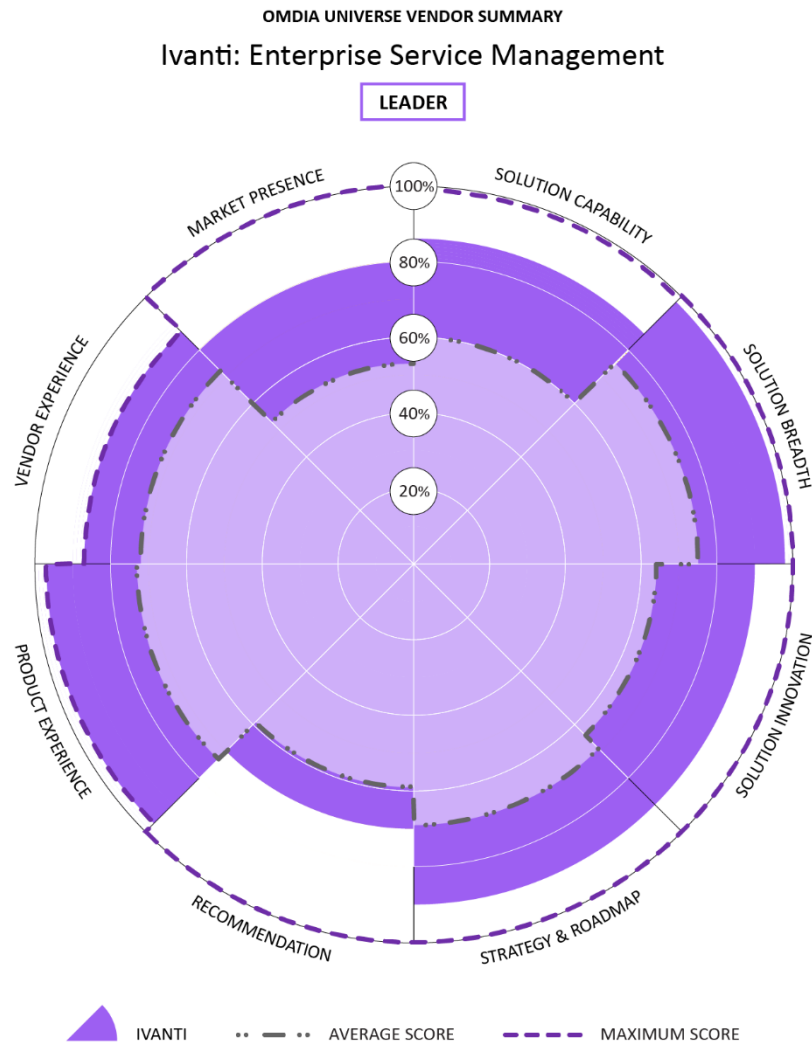 OMDIA UNIVERSE VENDOR SUMMARY
Ivanti: Enterprise Service Management
LEADER
MARKET PRESENCE
SOLUTION CAPABILITY
100%
80%
60%
40%
20%
VENDOR EXPERIENCE
SOLUTION BREADTH
PRODUCT EXPERIENCE
SOLUTION INNOVATION
RECOMMENDATION
STRATEGY & ROADMAP
IVANTI
AVERAGE SCORE
MAXIMUM SCORE